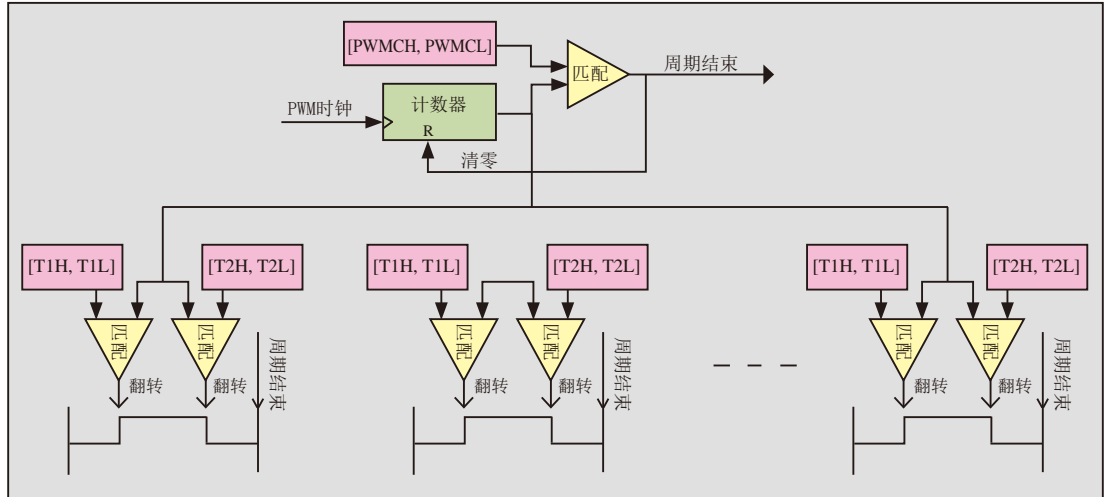 [PWMCH, PWMCL]
匹配
周期结束
PWM时钟
计数器
R
清零
[T1H, T1L]
[T2H, T2L]
[T1H, T1L]
[T2H, T2L]
[T1H, T1L]
[T2H, T2L]
匹配
匹配
周期结束
匹配
匹配
周期结束
匹配
匹配
周期结束
翻转
翻转
翻转
翻转
翻转
翻转